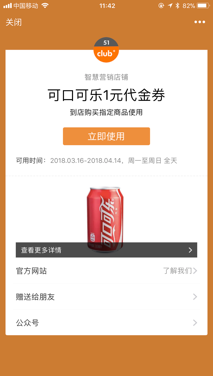 中国移动 11:42 82%
关闭
51
club+
智慧营销店铺
可口可乐1元代金券
到店购买指定商品使用
立即使用
可用时间：2018.03.16-2018.04.14，周一至周日 全天
可口可乐
查看更多详情
官方网站 了解我们
赠送给朋友
公众号